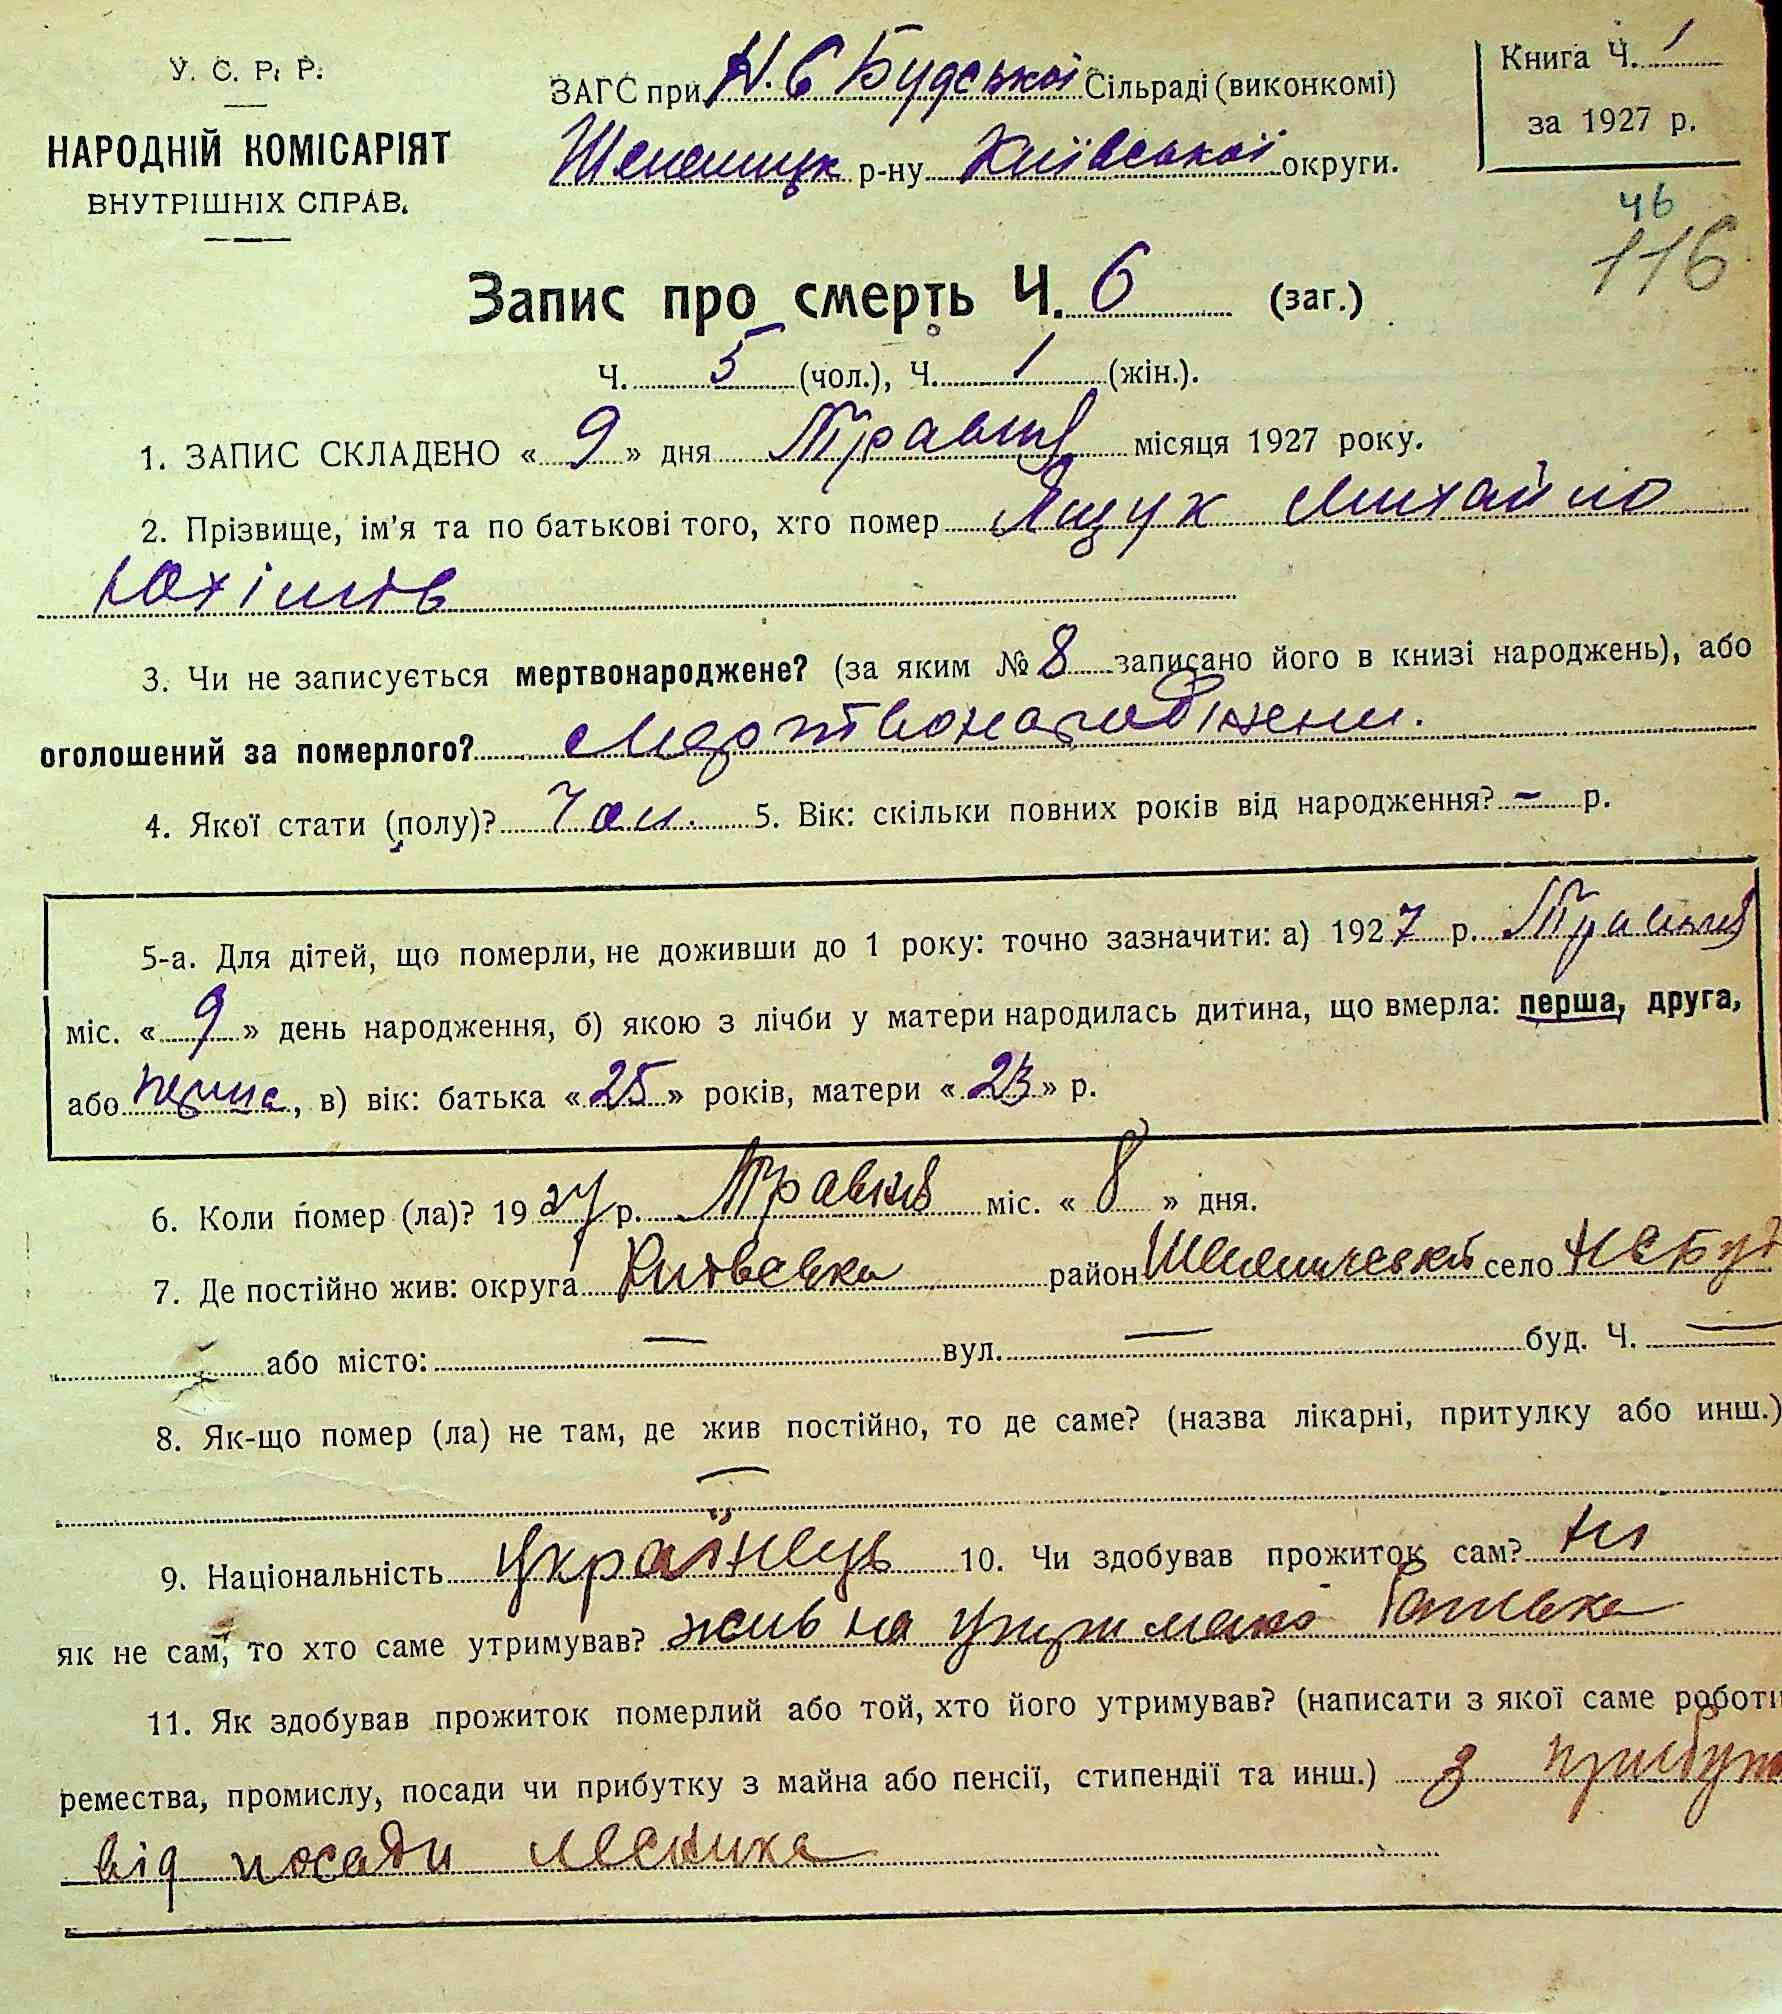 У. С. Р. Р.
НАРОДНІЙ КОМІСАРІЯТ
ВНУТРІШНІХ СПРАВ.
ЗАГС при Н. Є Будської Сільраді (виконкомі)
р-ну Київської округи.
Книга Ч. 1
за 1927 р.
46
116
Запис про смерть Ч. 6 (заг.)
Ч. 5 (чол.), Ч. 1 (жін.).
1. ЗАПИС СКЛАДЕНО « 9 » дня Травня місяця 1927 року.
2. Прізвище, ім'я та по батькові того, хто помер Ящук Михайло
Юхімів
3. Чи не записується мертвонароджене? (за яким № 8 записано його в книзі народжень), або
оголошений за померлого?
4. Якої стати (полу)? Чол. 5. Вік: скільки повних років від народження? – р.
5-а. Для дітей, що померли, не доживши до 1 року: точно зазначити: а) 1927 р. Травня
міс. « 9 » день народження, б) якою з лічби у матери народилась дитина, що вмерла: перша, друга,
або перша, в) вік: батька « 25 » років, матери « 23 » р.
6. Коли помер (ла)? 1927 р. Травня міс. « 8 » дня.
7. Де постійно жив: округа район село НЄБуд
або місто: — вул. — буд. Ч. —
8. Як-що помер (ла) не там, де жив постійно, то де саме? (назва лікарні, притулку або инш.)
—
9. Національність українець 10. Чи здобував прожиток сам? ні
як не сам, то хто саме утримував? жив на батька
11. Як здобував прожиток померлий або той, хто його утримував? (написати з якої саме роботи
ремества, промислу, посади чи прибутку з майна або пенсії, стипендії та инш.) з
від посади лесника